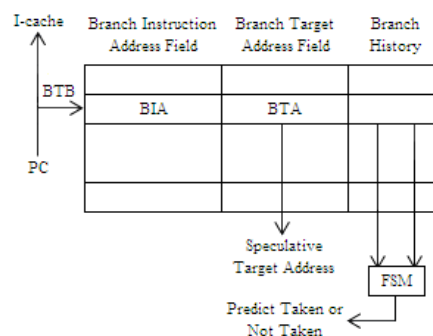 I-cache
Branch Instruction
Address Field
Branch Target
Address Field
Branch
History
BTB
BIA
BTA
PC
Speculative
Target Address
FSM
Predict Taken or
Not Taken